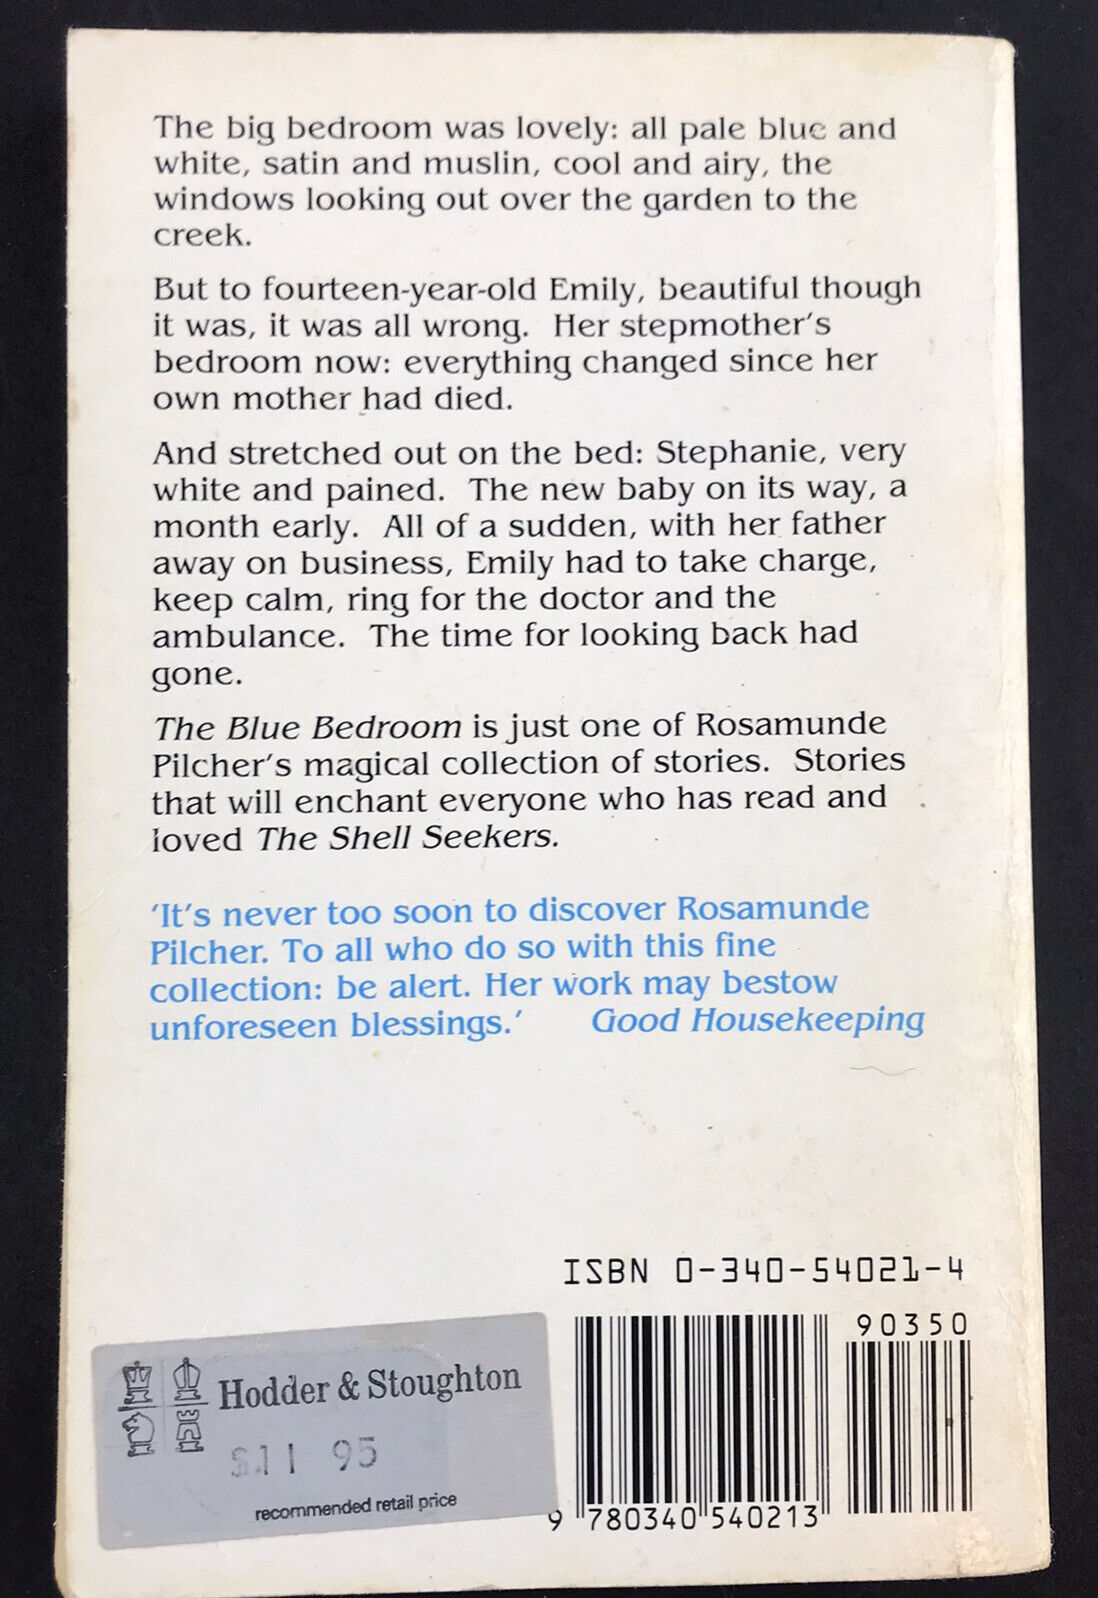 The big bedroom was lovely: all pale blue and
white, satin and muslin, cool and airy, the
windows looking out over the garden to the
creek.
But to fourteen-year-old Emily, beautiful though
it was, it was all wrong. Her stepmother's
bedroom now: everything changed since her
own mother had died.
And stretched out on the bed: Stephanie, very
white and pained. The new baby on its way, a
month early. All of a sudden, with her father
away on business, Emily had to take charge,
keep calm, ring for the doctor and the
ambulance. The time for looking back had
gone.
The Blue Bedroom is just one of Rosamunde
Pilcher's magical collection of stories. Stories
that will enchant everyone who has read and
loved The Shell Seekers.
'It's never too soon to discover Rosamunde
Pilcher. To all who do so with this fine
collection: be alert. Her work may bestow
unforeseen blessings.' Good Housekeeping
ISBN 0-340-54021-4
90350
Hodder & Stoughton
$11 95
recommended retail price
9 780340 540213